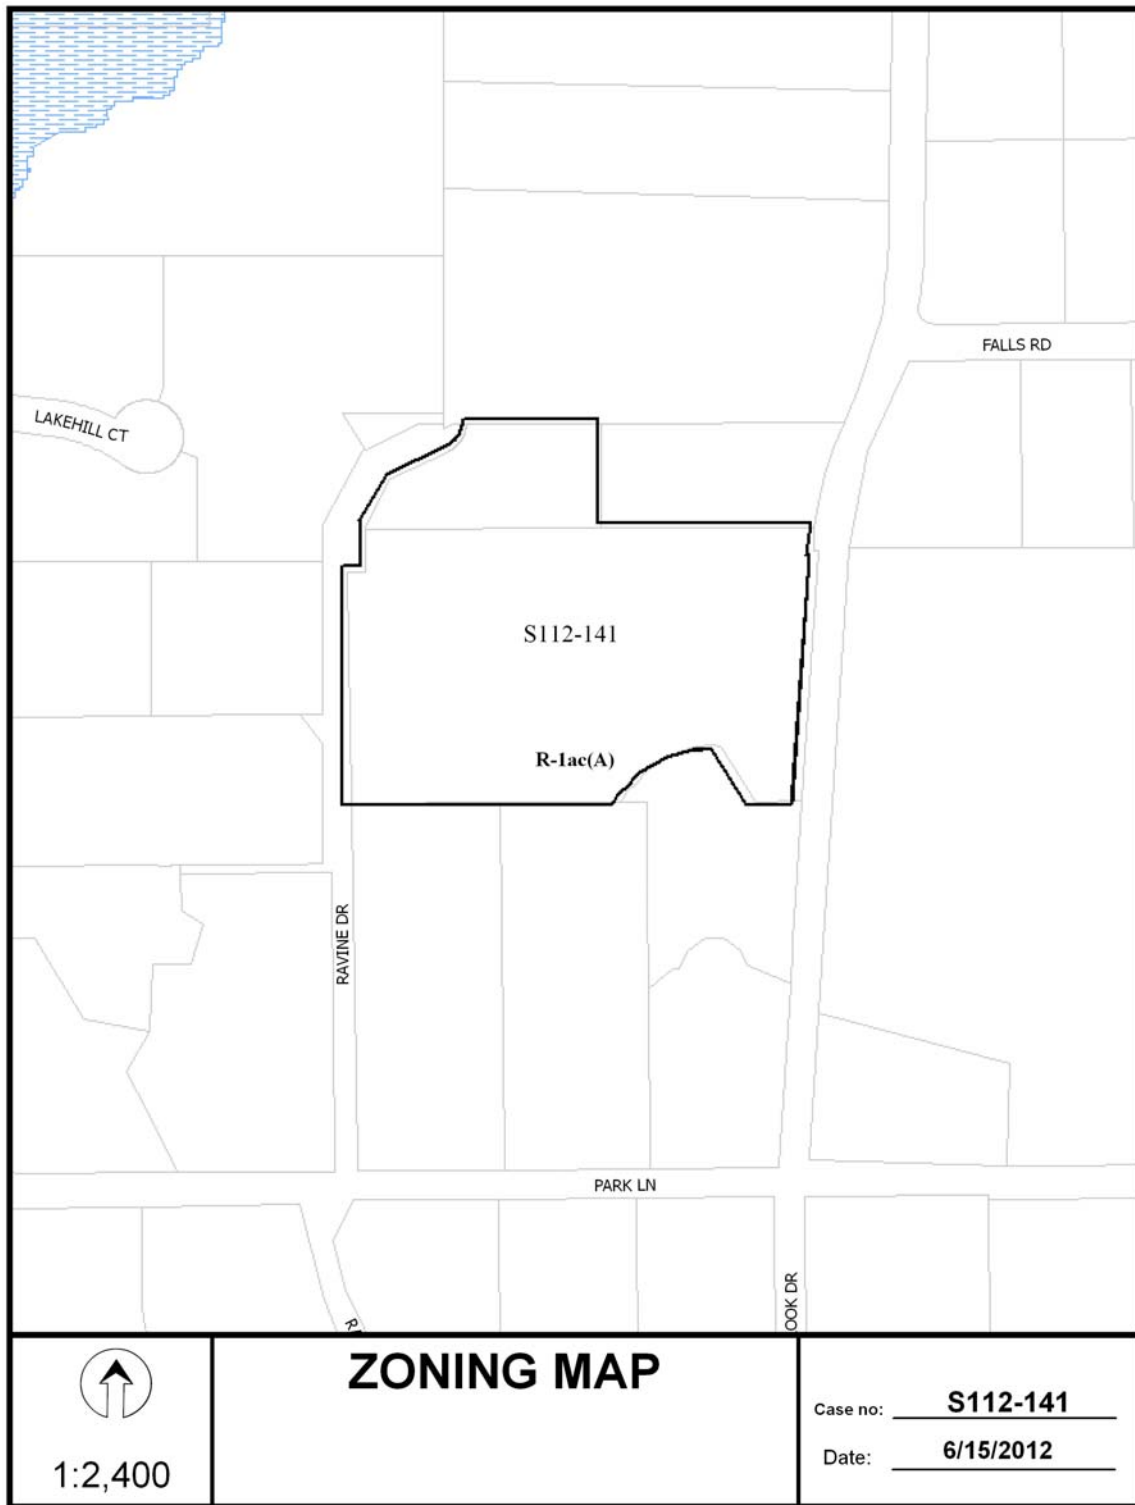 FALLS RD
LAKEHILL CT
S112-141
R-1ac(A)
RAVINE DR
PARK LN
OOK DR
ZONING MAP
1:2,400
Case no: S112-141
Date: 6/15/2012